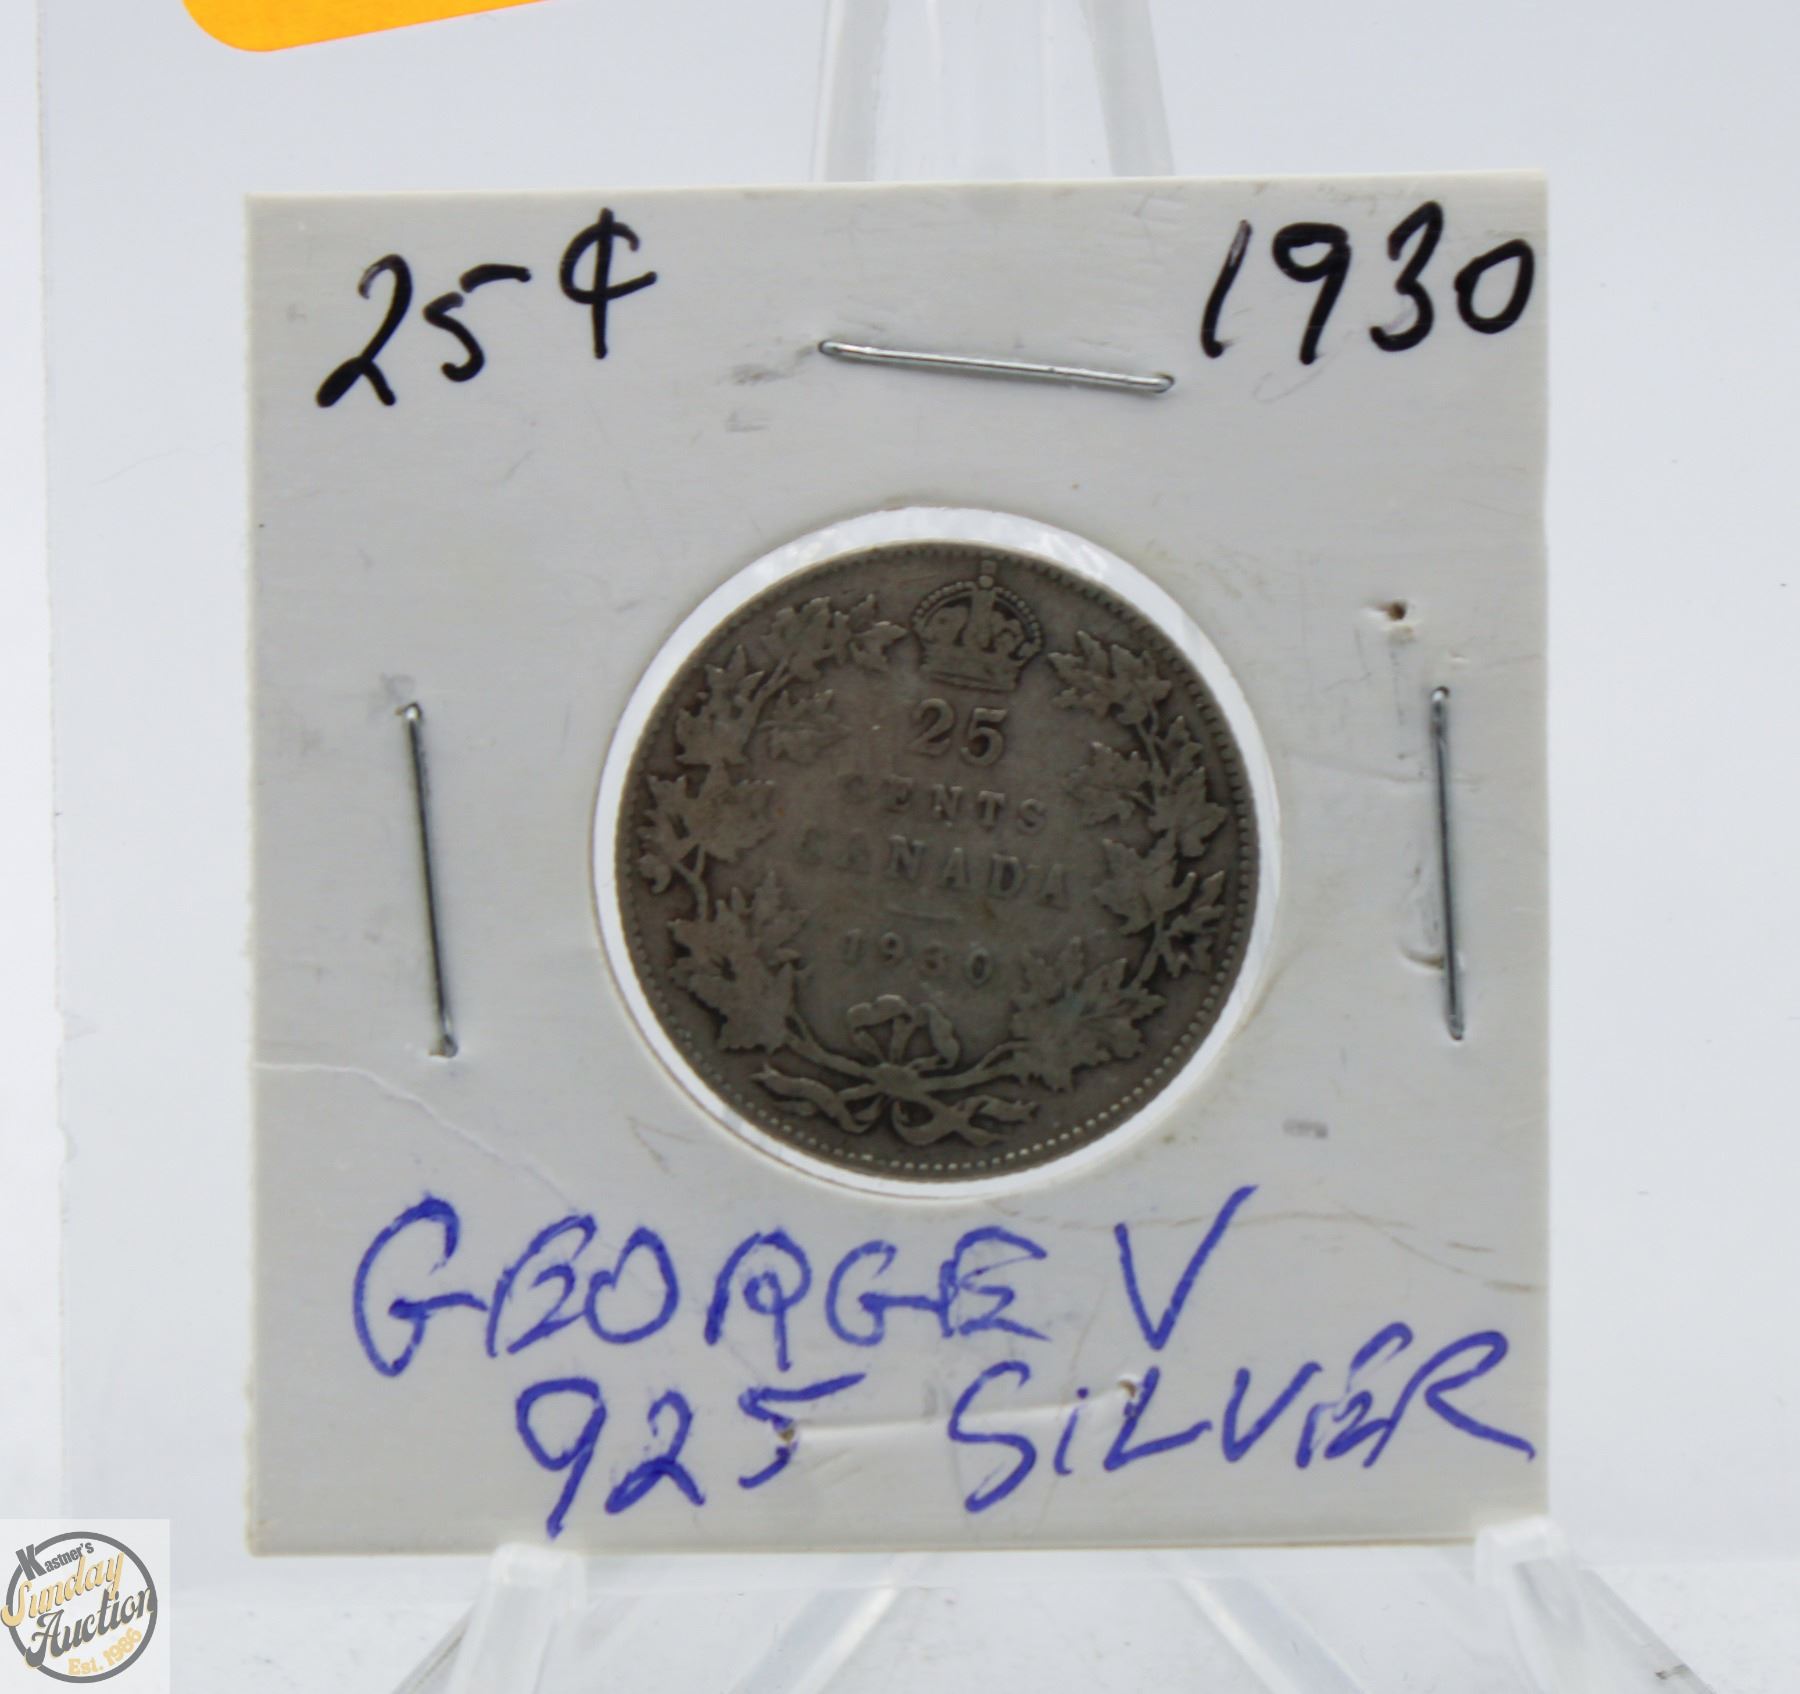 25¢ 1930
25
CENTS
CANADA
1930
GEORGE V
925 SILVER
Kastner's
Sunday
Auction
Est. 1986